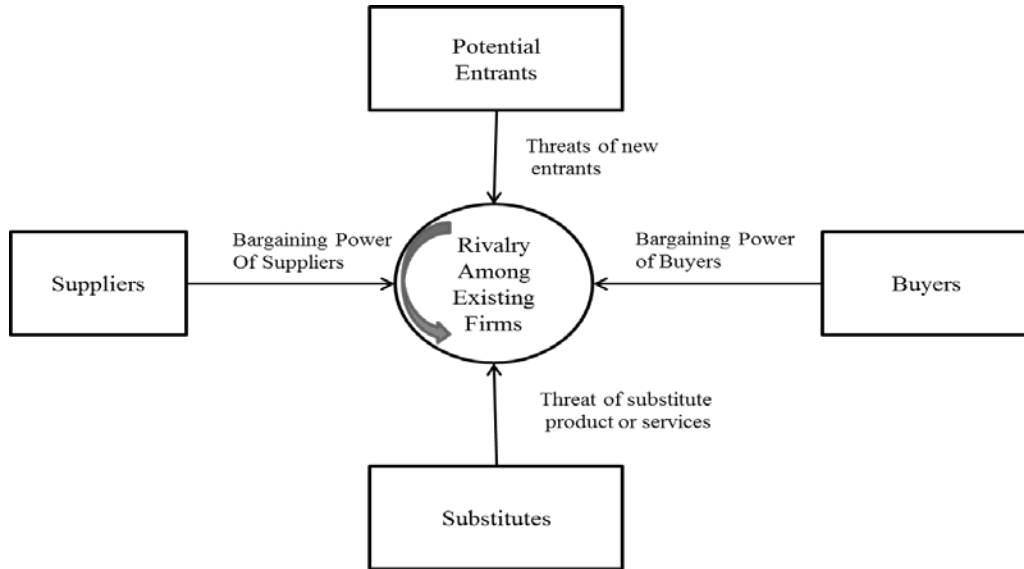 Potential
Entrants
Threats of new
entrants
Bargaining Power
Of Suppliers
Suppliers
Rivalry
Among
Existing
Firms
Bargaining Power
of Buyers
Buyers
Threat of substitute
product or services
Substitutes